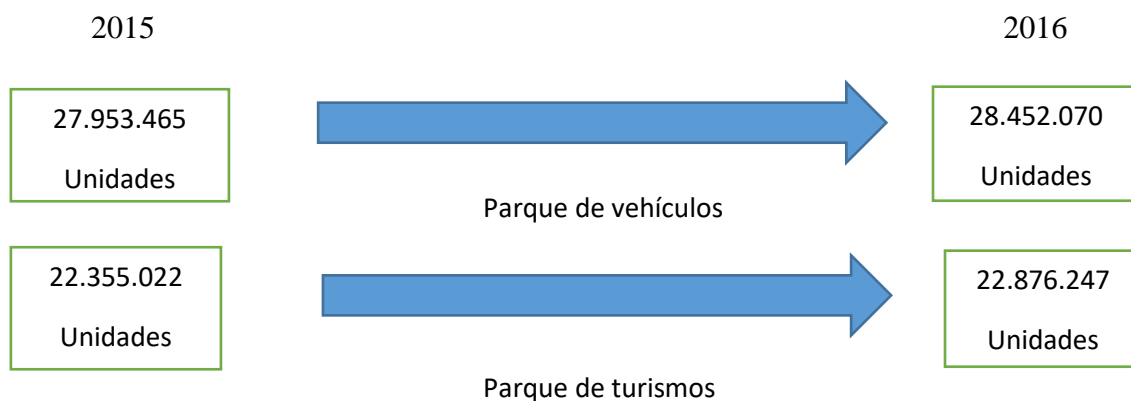 2015
2016
27.953.465
Unidades
28.452.070
Unidades
Parque de vehículos
22.355.022
Unidades
22.876.247
Unidades
Parque de turismos